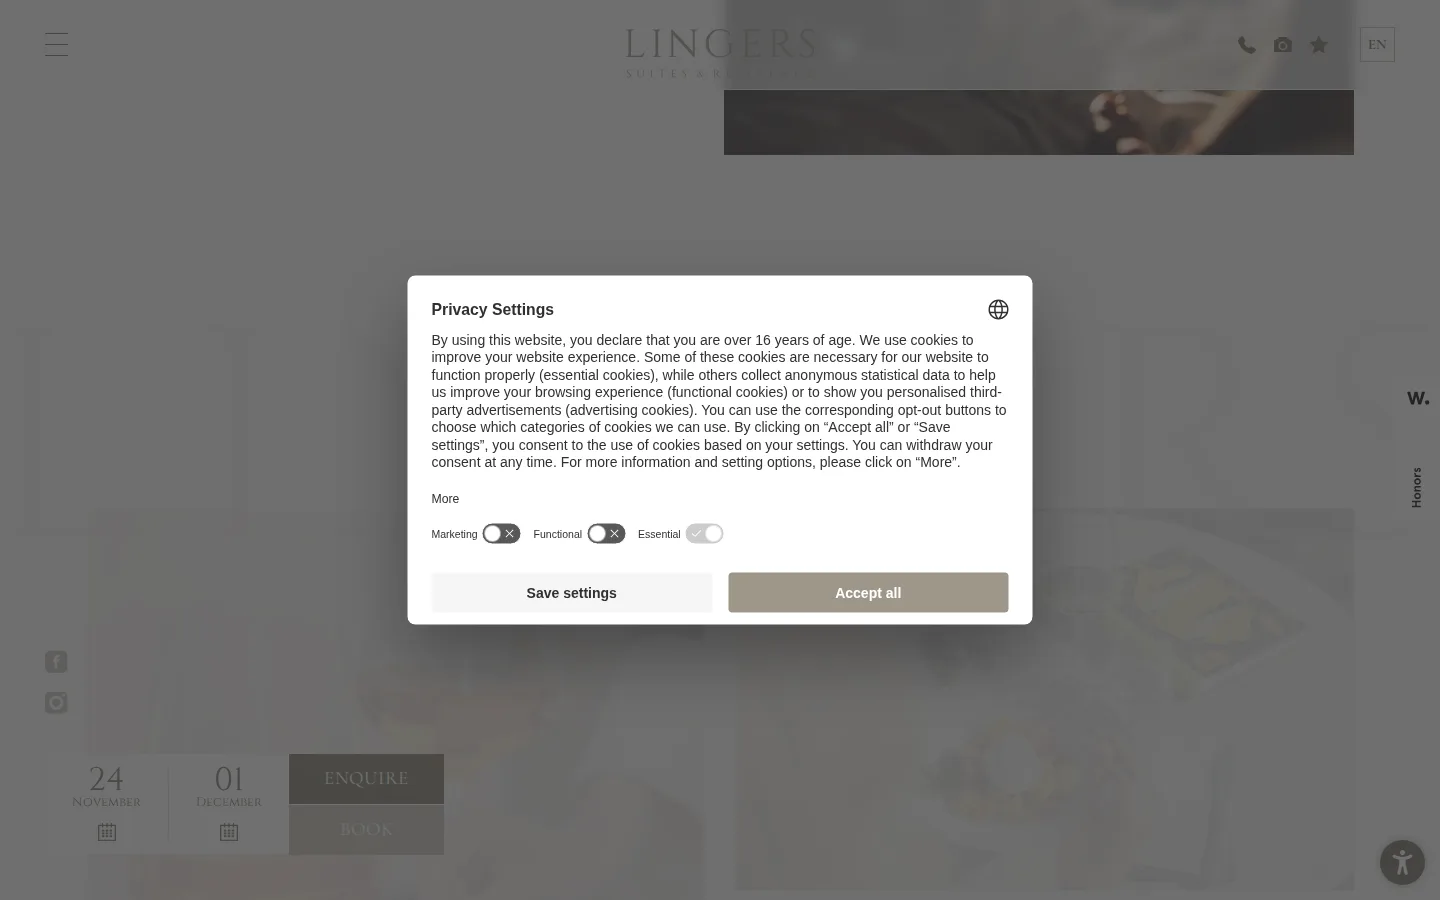 LINGERS
SUITES &
EN
Privacy Settings
By using this website, you declare that you are over 16 years of age. We use cookies to
improve your website experience. Some of these cookies are necessary for our website to
function properly (essential cookies), while others collect anonymous statistical data to help
us improve your browsing experience (functional cookies) or to show you personalised third-
party advertisements (advertising cookies). You can use the corresponding opt-out buttons to
choose which categories of cookies we can use. By clicking on “Accept all” or “Save
settings”, you consent to the use of cookies based on your settings. You can withdraw your
consent at any time. For more information and setting options, please click on “More”.
More
Marketing Functional Essential
Save settings Accept all
W.
Honors
24 01 ENQUIRE
NOVEMBER DECEMBER
BOOK